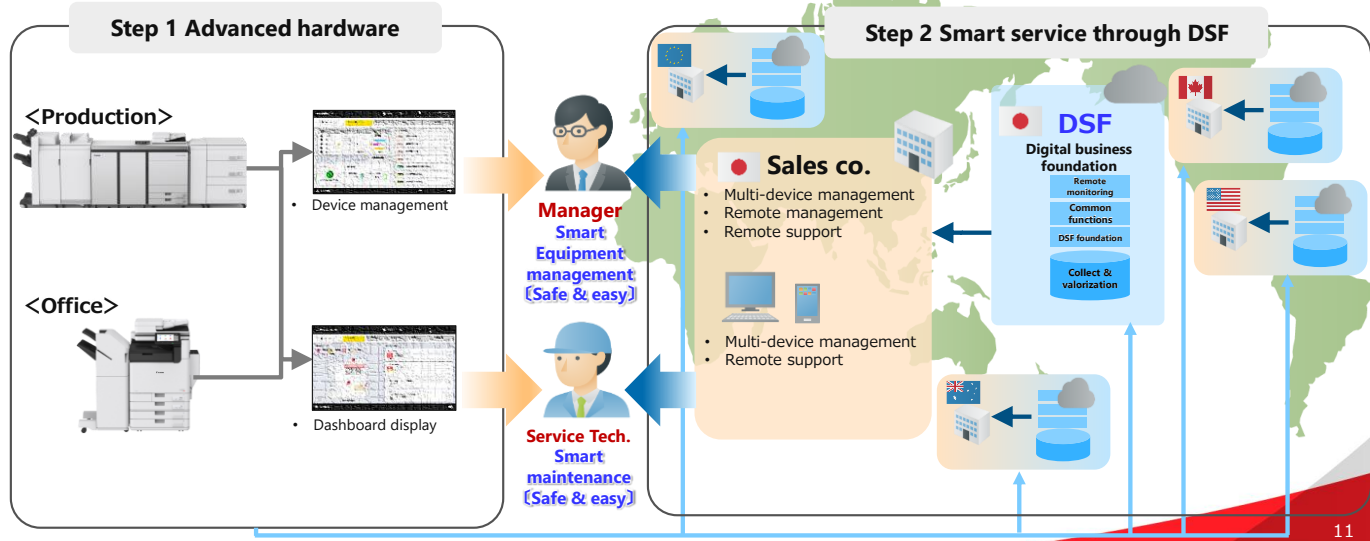 Step 1 Advanced hardware
<Production>
• Device management
<Office>
• Dashboard display
Manager
Smart
Equipment
management
〔Safe & easy〕
Service Tech.
Smart
maintenance
〔Safe & easy〕
Step 2 Smart service through DSF
Sales co.
• Multi-device management
• Remote management
• Remote support
• Multi-device management
• Remote support
DSF
Digital business
foundation
Remote
monitoring
Common
functions
DSF foundation
Collect &
valorization
11